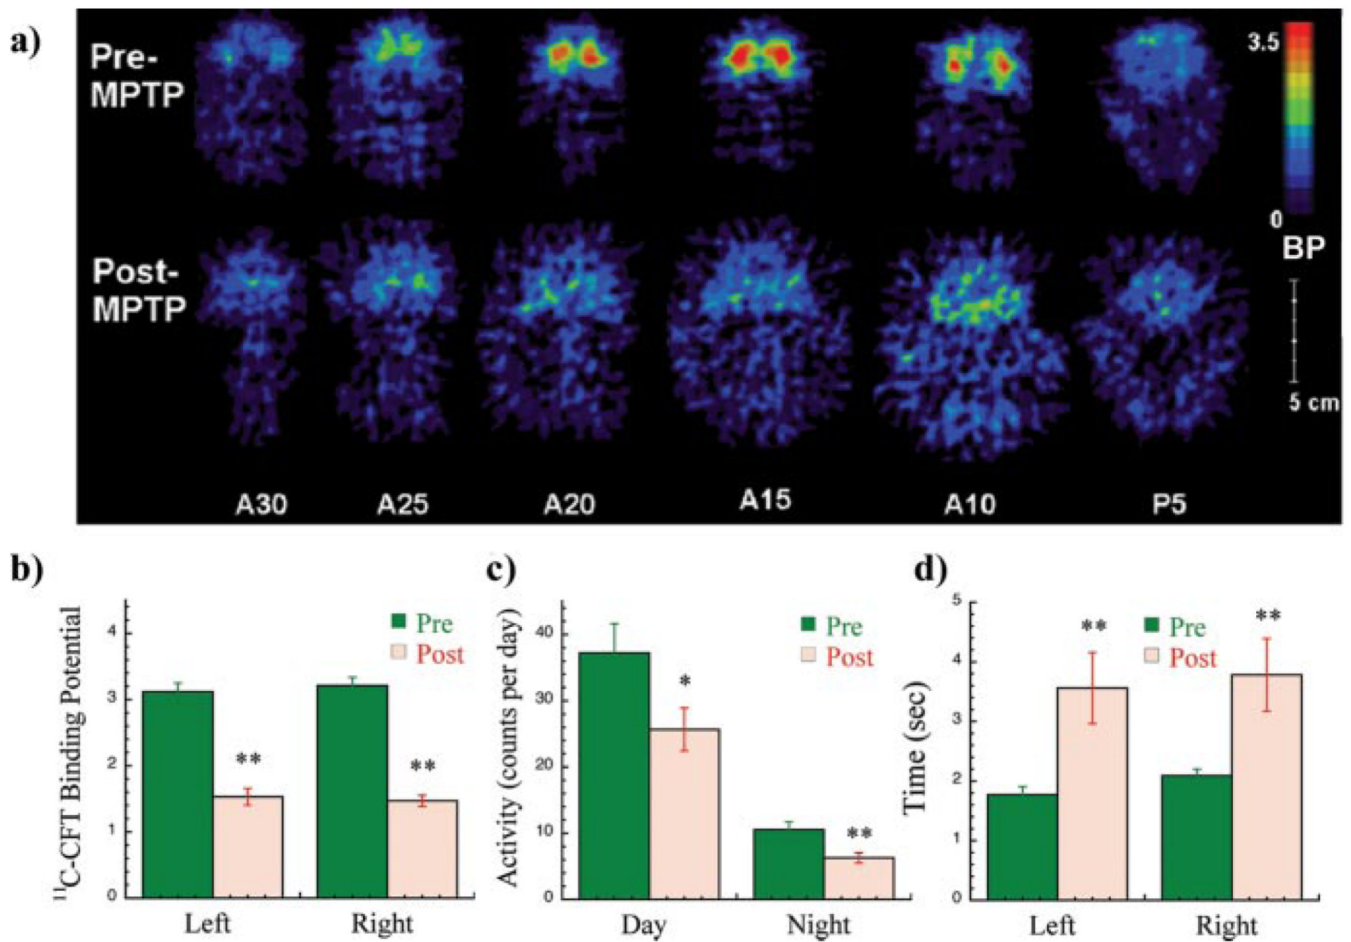 a)
Pre-
MPTP
3.5
0
BP
Post-
MPTP
5 cm
A30 A25 A20 A15 A10 P5
b)
¹¹C-CFT Binding Potential
4
3
2
1
0
Pre
Post
**
**
Left Right
c)
Activity (counts per day)
40
30
20
10
0
Pre
Post
*
**
Day Night
d)
Time (sec)
5
4
3
2
1
0
Pre
Post
**
**
Left Right